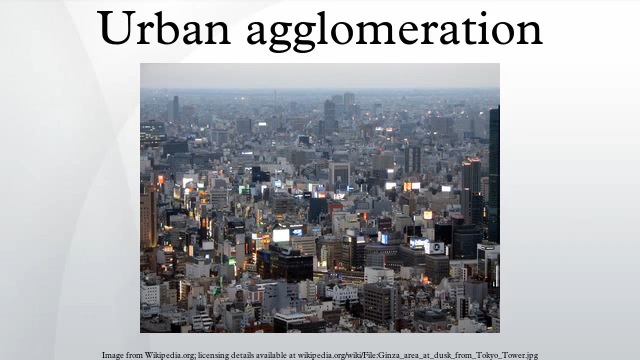 Urban agglomeration
Image from Wikipedia.org; licensing details available at wikipedia.org/wiki/File:Ginza_area_at_dusk_from_Tokyo_Tower.jpg